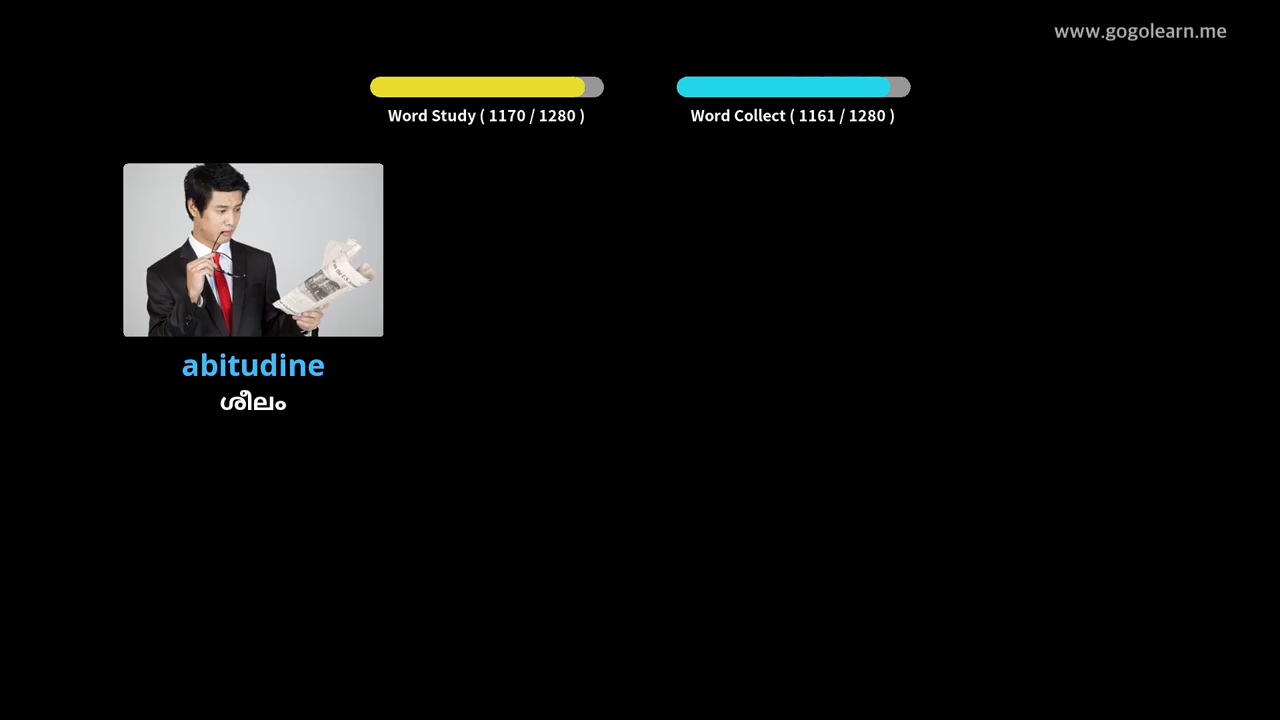 www.gogolearn.me
Word Study ( 1170 / 1280 )
Word Collect ( 1161 / 1280 )
abitudine
ശീലം